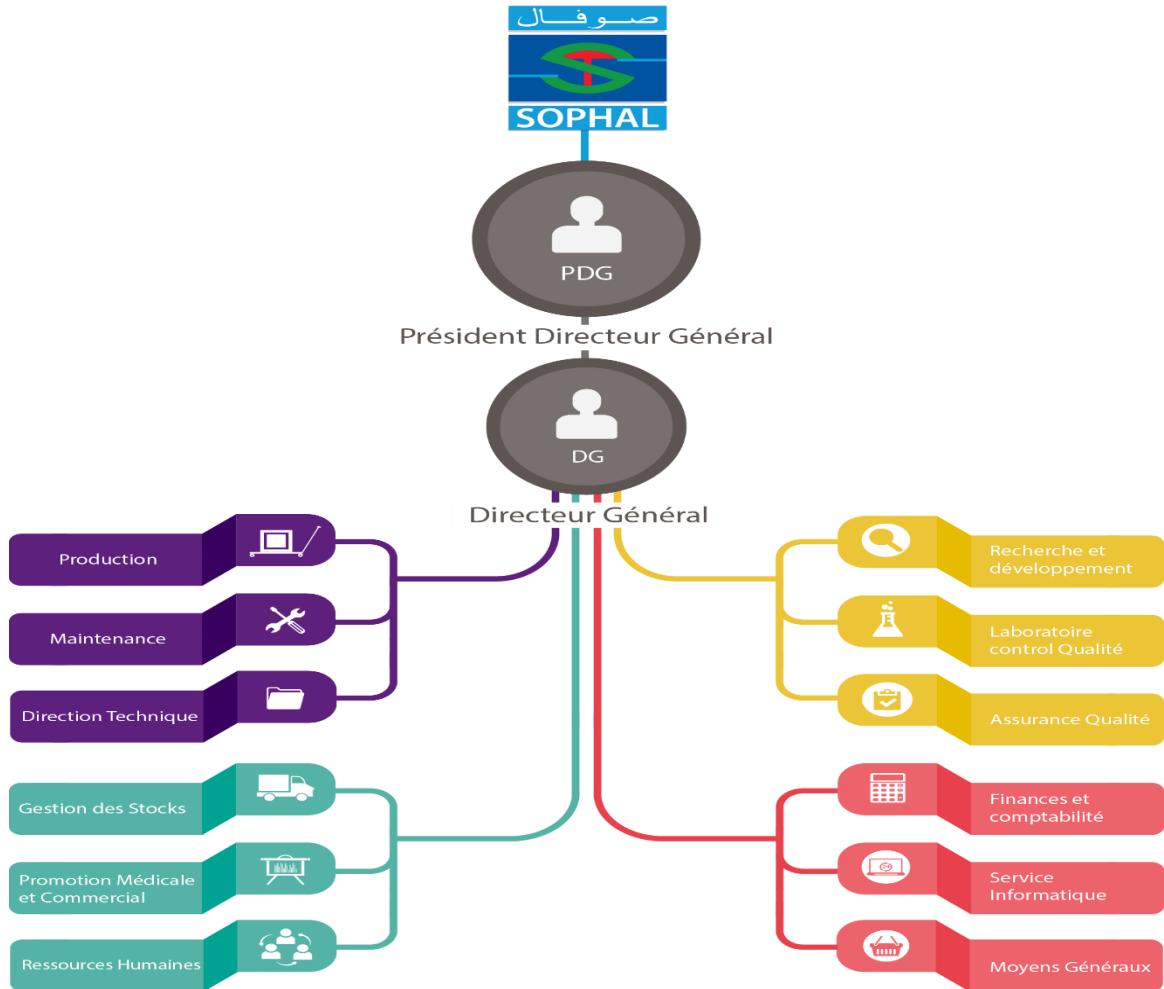 صوفال
SOPHAL
PDG
Président Directeur Général
DG
Directeur Général
Production
Maintenance
Direction Technique
Gestion des Stocks
Promotion Médicale
et Commercial
Ressources Humaines
Recherche et
développement
Laboratoire
control Qualité
Assurance Qualité
Finances et
comptabilité
Service
Informatique
Moyens Généraux